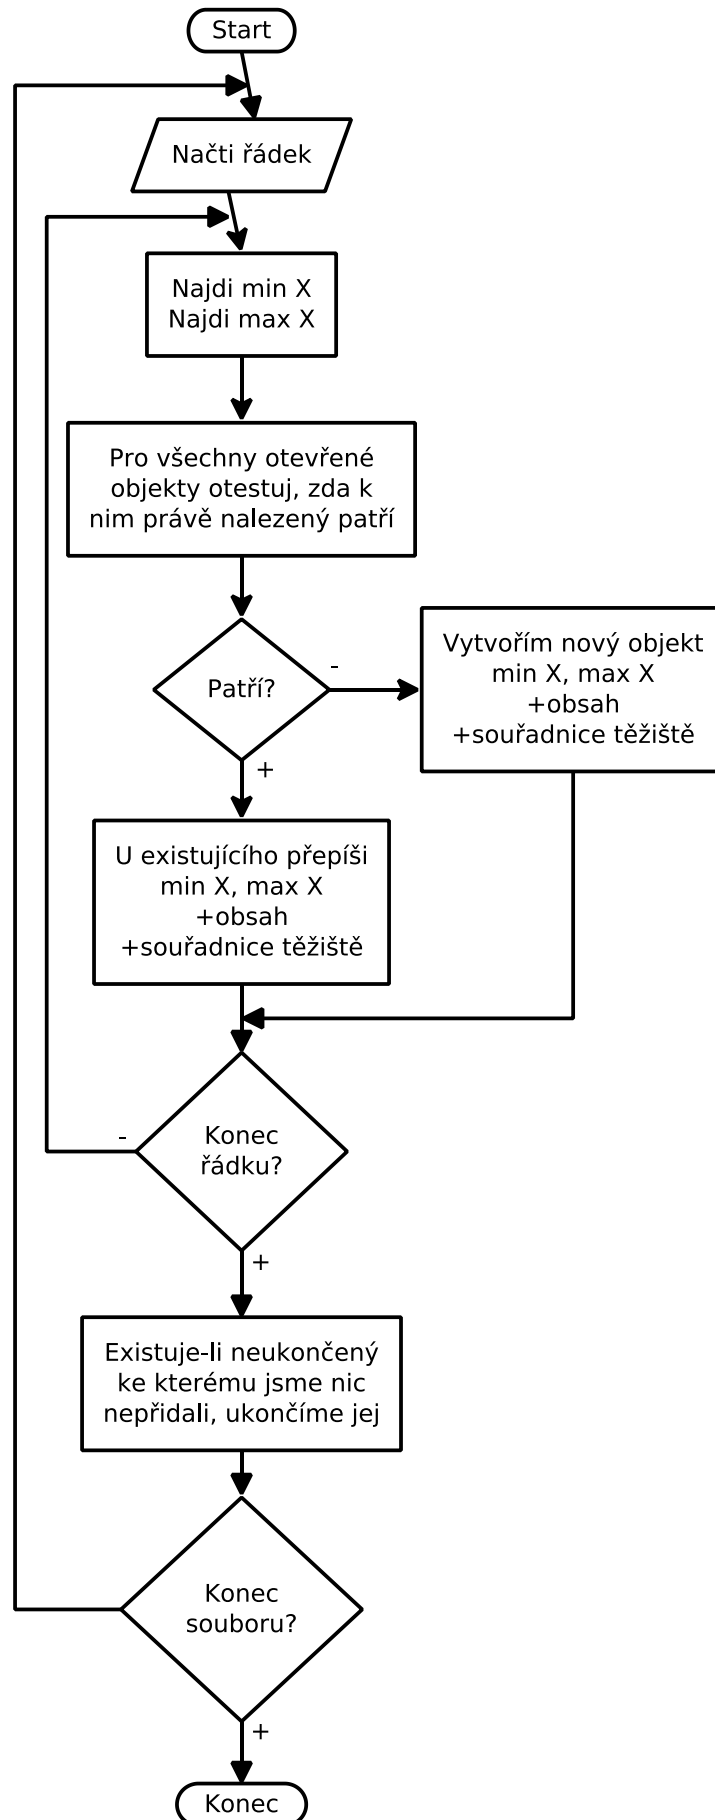 Start
Načti řádek
Najdi min X
Najdi max X
Pro všechny otevřené
objekty otestuj, zda k
nim právě nalezený patří
Patří?
-
Vytvořím nový objekt
min X, max X
+obsah
+souřadnice těžiště
+
U existujícího přepíši
min X, max X
+obsah
+souřadnice těžiště
Konec
řádku?
-
+
Existuje-li neukončený
ke kterému jsme nic
nepřidali, ukončíme jej
Konec
souboru?
+
Konec